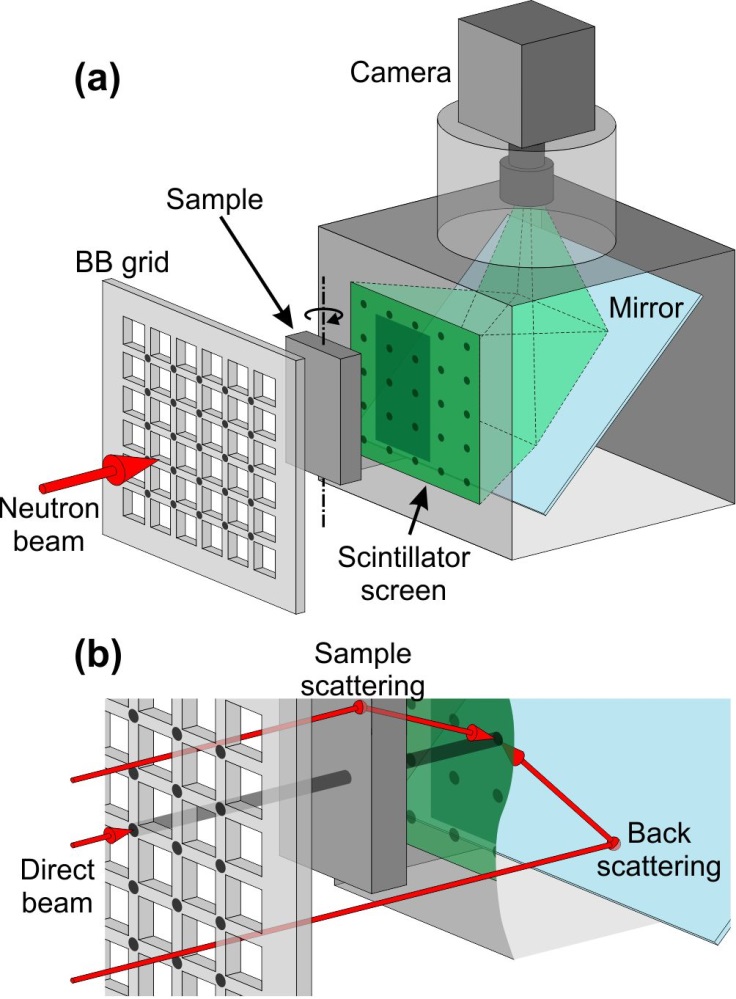 (a)
Camera
Sample
BB grid
Mirror
Neutron
beam
Scintillator
screen
(b)
Sample
scattering
Direct
beam
Back
scattering